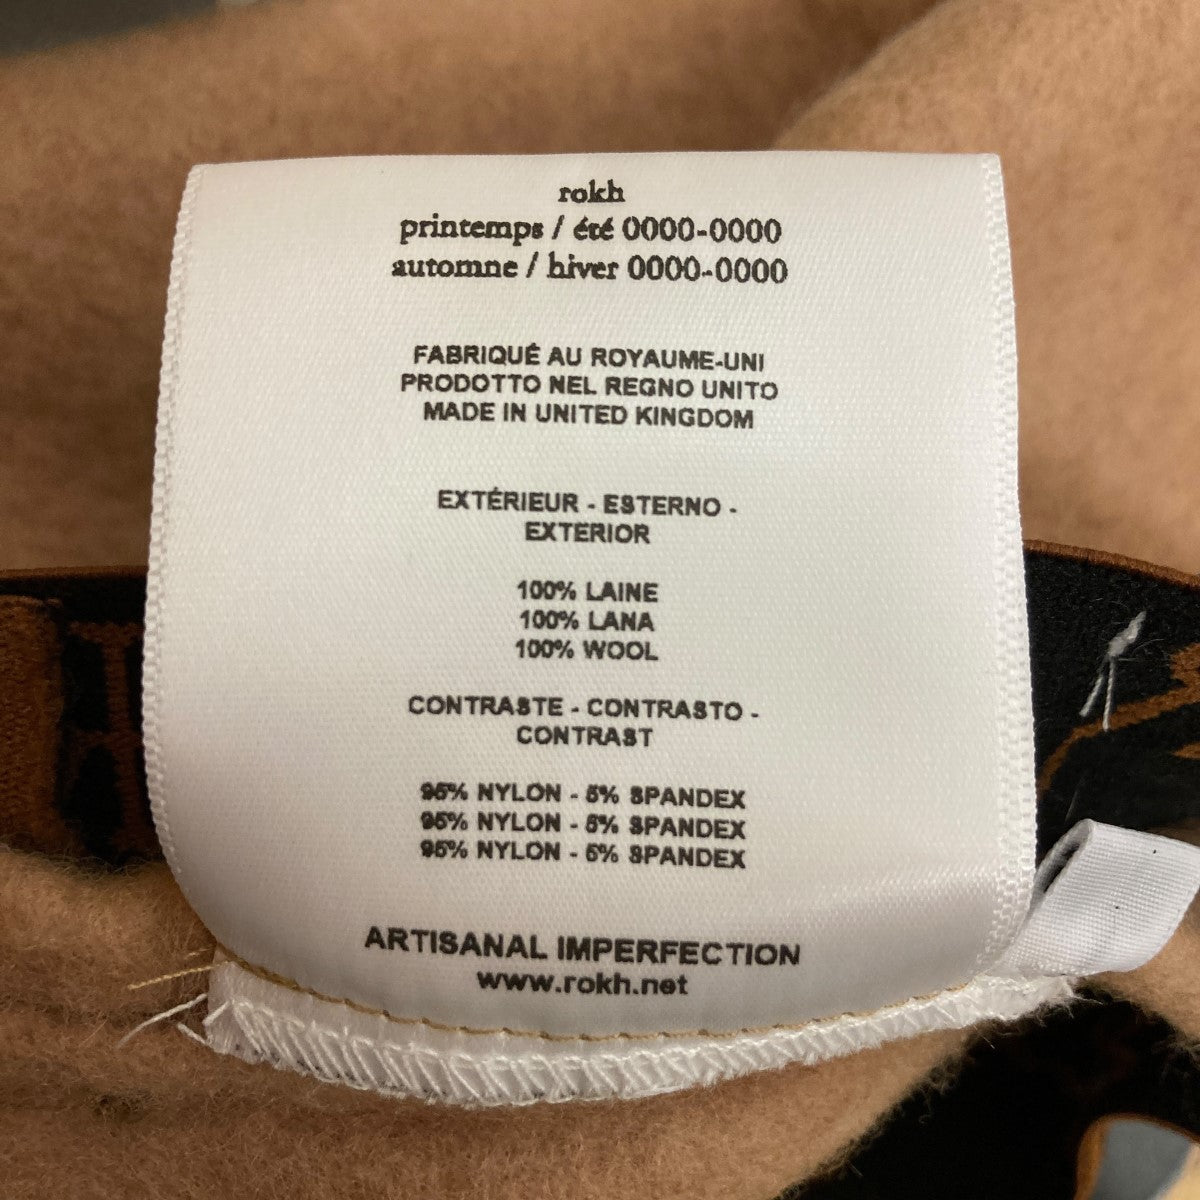 rokh
printemps / été 0000-0000
automne / hiver 0000-0000
FABRIQUÉ AU ROYAUME-UNI
PRODOTTO NEL REGNO UNITO
MADE IN UNITED KINGDOM
EXTÉRIEUR - ESTERNO -
EXTERIOR
100% LAINE
100% LANA
100% WOOL
CONTRASTE - CONTRASTO -
CONTRAST
95% NYLON - 5% SPANDEX
95% NYLON - 5% SPANDEX
95% NYLON - 5% SPANDEX
ARTISANAL IMPERFECTION
www.rokh.net